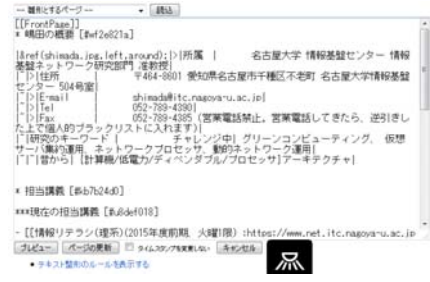 -- 雛形とするページ -- 読込
[[FrontPage]]
* 嶋田の概要 [#wf2e821a]
|&ref(shimada.jpg,left,around);|>|所属 | 名古屋大学 情報基盤センター 情報
基盤ネットワーク研究部門 准教授|
|~|>|住所 | 〒464-8601 愛知県名古屋市千種区不老町 名古屋大学情報基盤
センター 504号室|
|~|>|E-mail | shimada@itc.nagoya-u.ac.jp|
|~|>|Tel | 052-789-4390|
|~|>|Fax | 052-789-4385 (営業電話禁止。営業電話してきたら、逆引きし
た上で個人的ブラックリストに入れます)|
|~|研究のキーワード | チャレンジ中| グリーンコンピューティング、 仮想
サーバ集約運用、ネットワークプロセッサ、動的ネットワーク運用|
|~|~|昔から| [計算機/低電力/ディペンダブル/プロセッサ]アーキテクチャ|
* 担当講義 [#kb7b24d0]
***現在の担当講義 [#u8def018]
- [[情報リテラシ(理系)(2015年度前期, 火曜1限) :https://www.net.itc.nagoya-u.ac.jp
プレビュー ページの更新 タイムスタンプを変更しない キャンセル
テキスト整形のルールを表示する